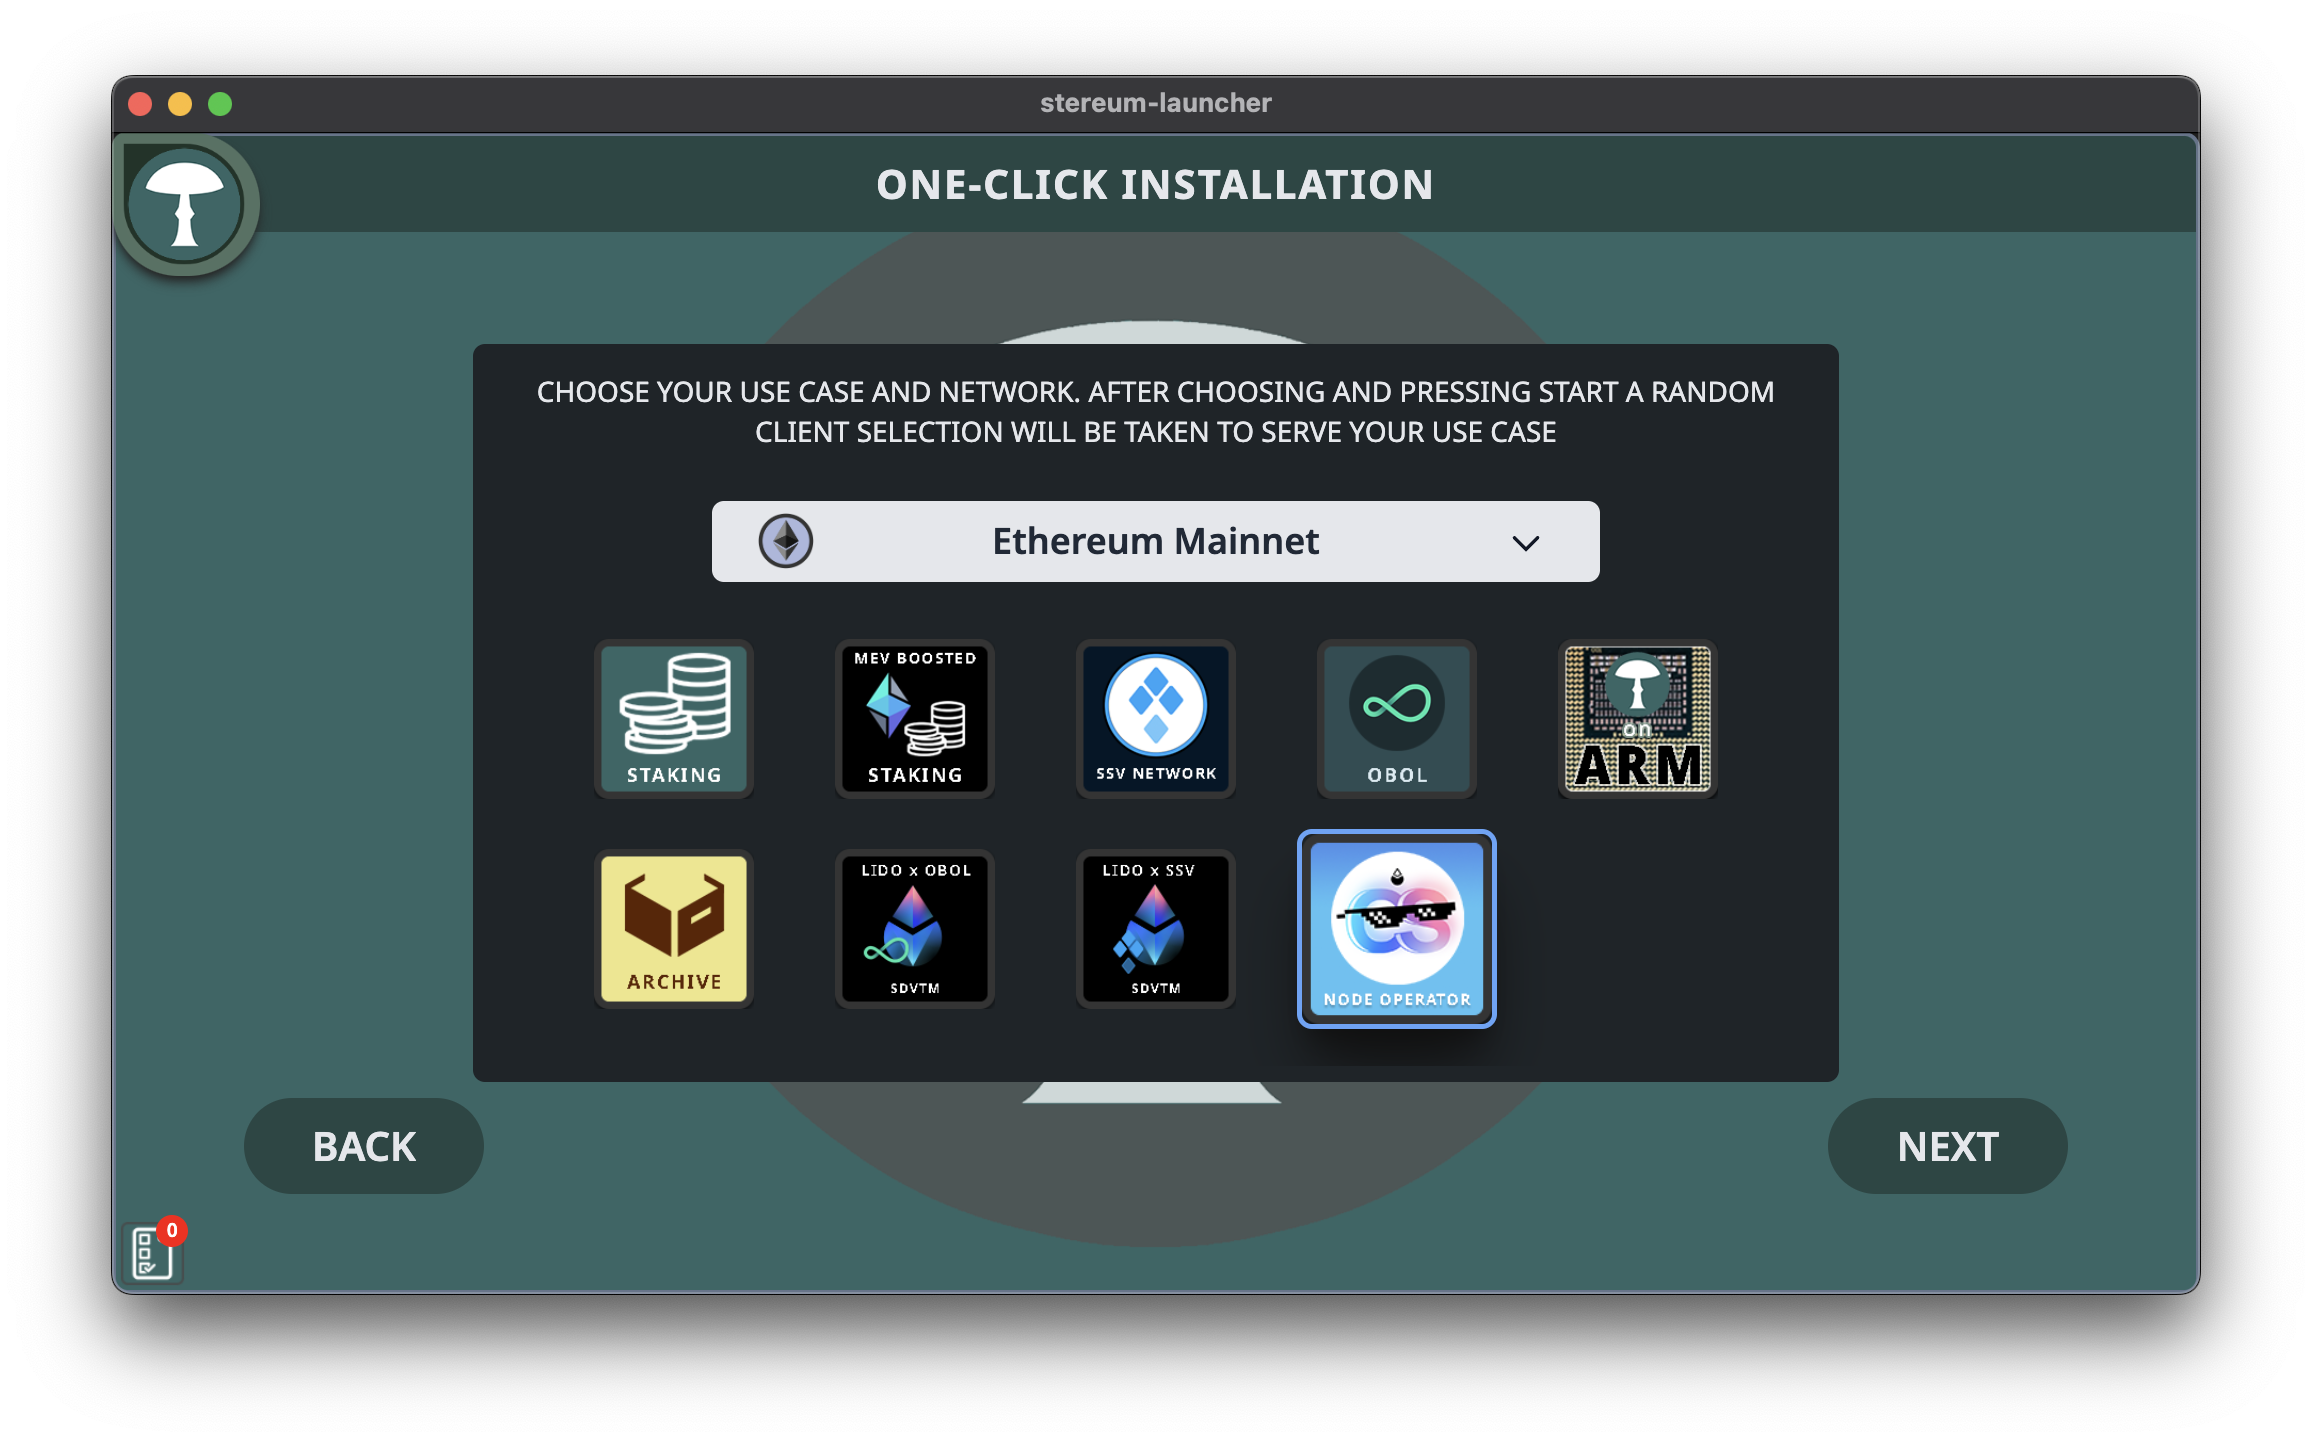 stereum-launcher
ONE-CLICK INSTALLATION
CHOOSE YOUR USE CASE AND NETWORK. AFTER CHOOSING AND PRESSING START A RANDOM
CLIENT SELECTION WILL BE TAKEN TO SERVE YOUR USE CASE
Ethereum Mainnet
STAKING
MEV BOOSTED
STAKING
SSV NETWORK
OBOL
on
ARM
ARCHIVE
LIDO x OBOL
SDVTM
LIDO x SSV
SDVTM
CS
NODE OPERATOR
BACK
NEXT
0